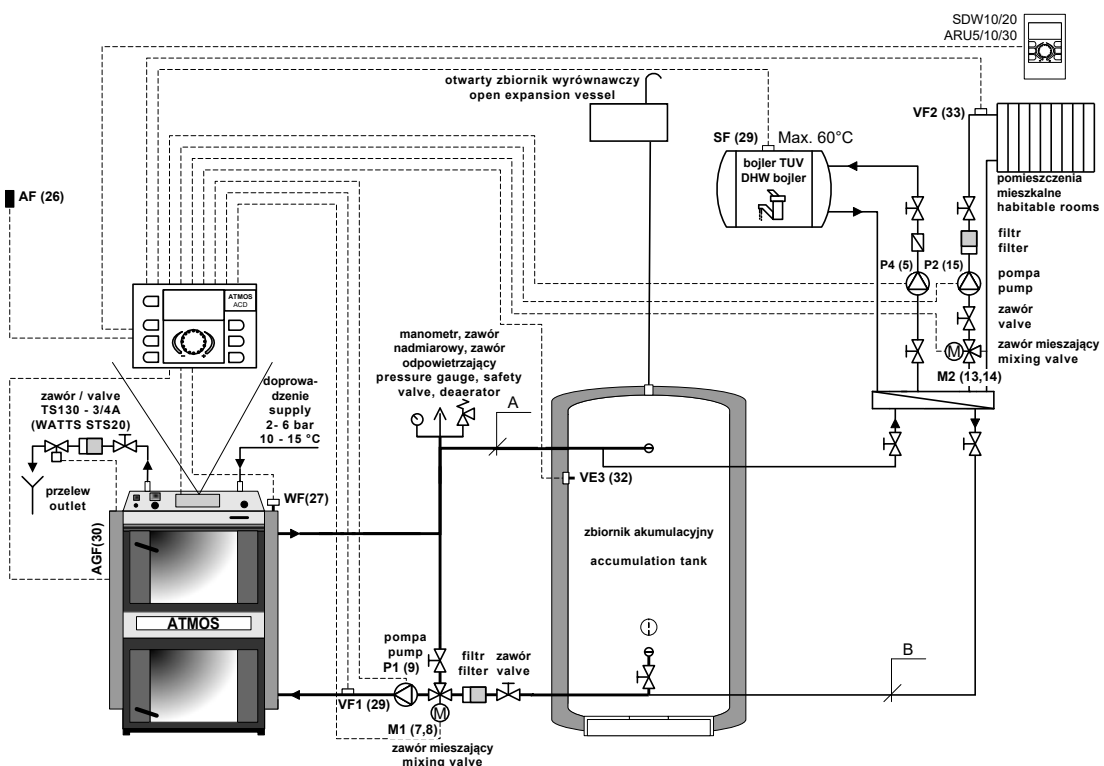 SDW10/20
ARU5/10/30
otwarty zbiornik wyrównawczy
open expansion vessel
VF2 (33)
SF (29)
Max. 60°C
bojler TUV
DHW bojler
pomieszczenia
mieszkalne
habitable rooms
AF (26)
filtr
filter
P4 (5)
P2 (15)
pompa
pump
ATMOS
ACD
zawór
valve
manometr, zawór
nadmiarowy, zawór
odpowietrzający
pressure gauge, safety
valve, deaerator
M
zawór mieszający
mixing valve
M2 (13,14)
zawór / valve
TS130 - 3/4A
(WATTS STS20)
doprowa-
dzenie
supply
2- 6 bar
10 - 15 °C
A
VE3 (32)
przelew
outlet
WF(27)
AGF(30)
zbiornik akumulacyjny
accumulation tank
ATMOS
pompa
pump
P1 (9)
filtr
filter
zawór
valve
B
VF1 (29)
M
M1 (7,8)
zawór mieszający
mixing valve